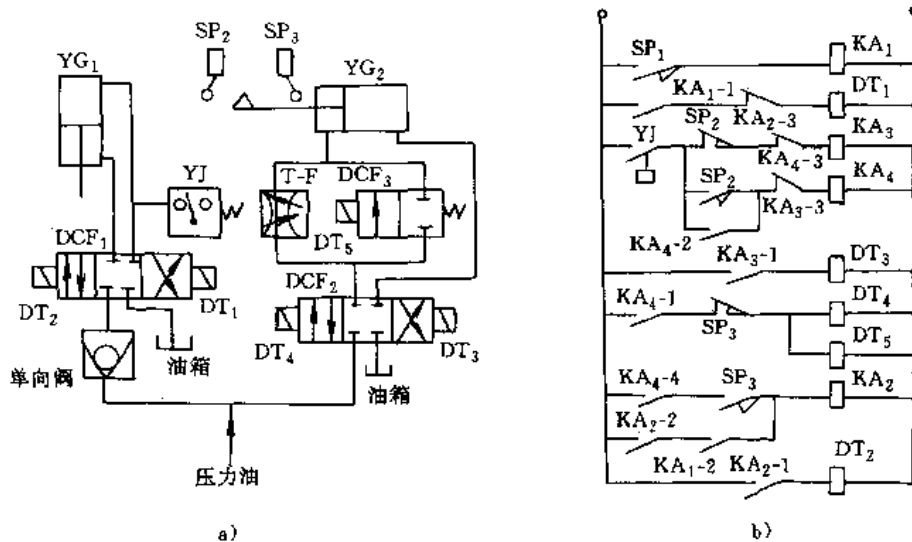 SP₂
SP₃
YG₁
YG₂
YJ
T-F
DCF₃
DCF₁
DT₅
DT₂
DT₁
DCF₂
DT₄
DT₃
单向阀
油箱
油箱
压力油
a)
SP₁
KA₁
KA₁-1
DT₁
SP₂
KA₂-3
YJ
KA₃
KA₄-3
SP₂
KA₄
KA₃-3
KA₄-2
KA₃-1
DT₃
KA₄-1
DT₄
SP₃
DT₅
KA₄-4
SP₃
KA₂
KA₂-2
KA₁-2
KA₂-1
DT₂
b)